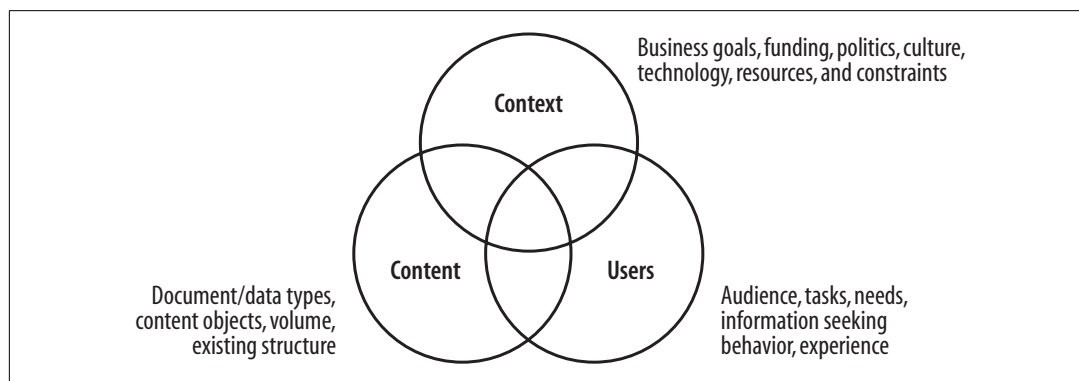 Business goals, funding, politics, culture,
technology, resources, and constraints
Context
Content
Users
Document/data types,
content objects, volume,
existing structure
Audience, tasks, needs,
information seeking
behavior, experience